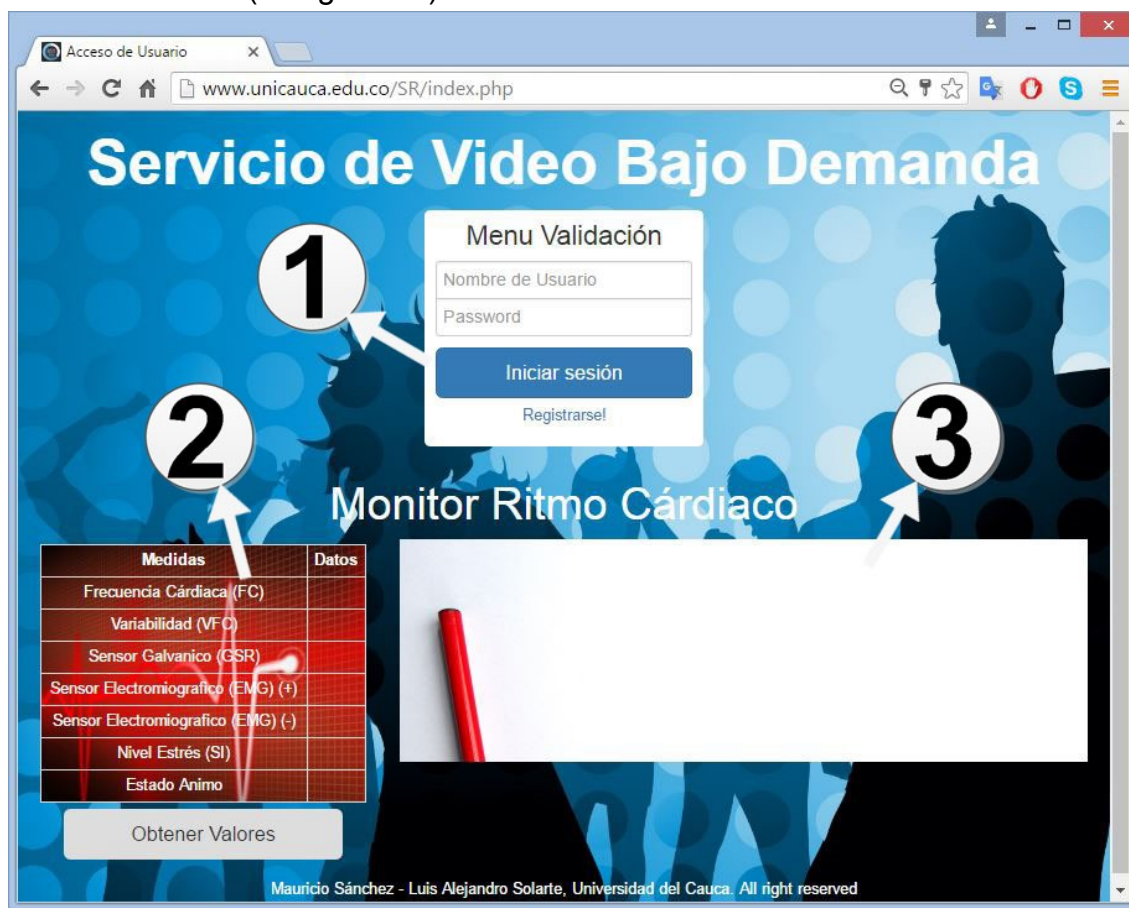 Acceso de Usuario
www.unicauca.edu.co/SR/index.php
Servicio de Video Bajo Demanda
Menu Validación
1
Nombre de Usuario
Password
Iniciar sesión
Registrarse!
2
3
Monitor Ritmo Cárdiaco
Medidas Datos
Frecuencia Cárdiaca (FC)
Variabilidad (VFC)
Sensor Galvanico (GSR)
Sensor Electromiografico (EMG) (+)
Sensor Electromiografico (EMG) (-)
Nivel Estrés (SI)
Estado Animo
Obtener Valores
Mauricio Sánchez - Luis Alejandro Solarte, Universidad del Cauca. All right reserved